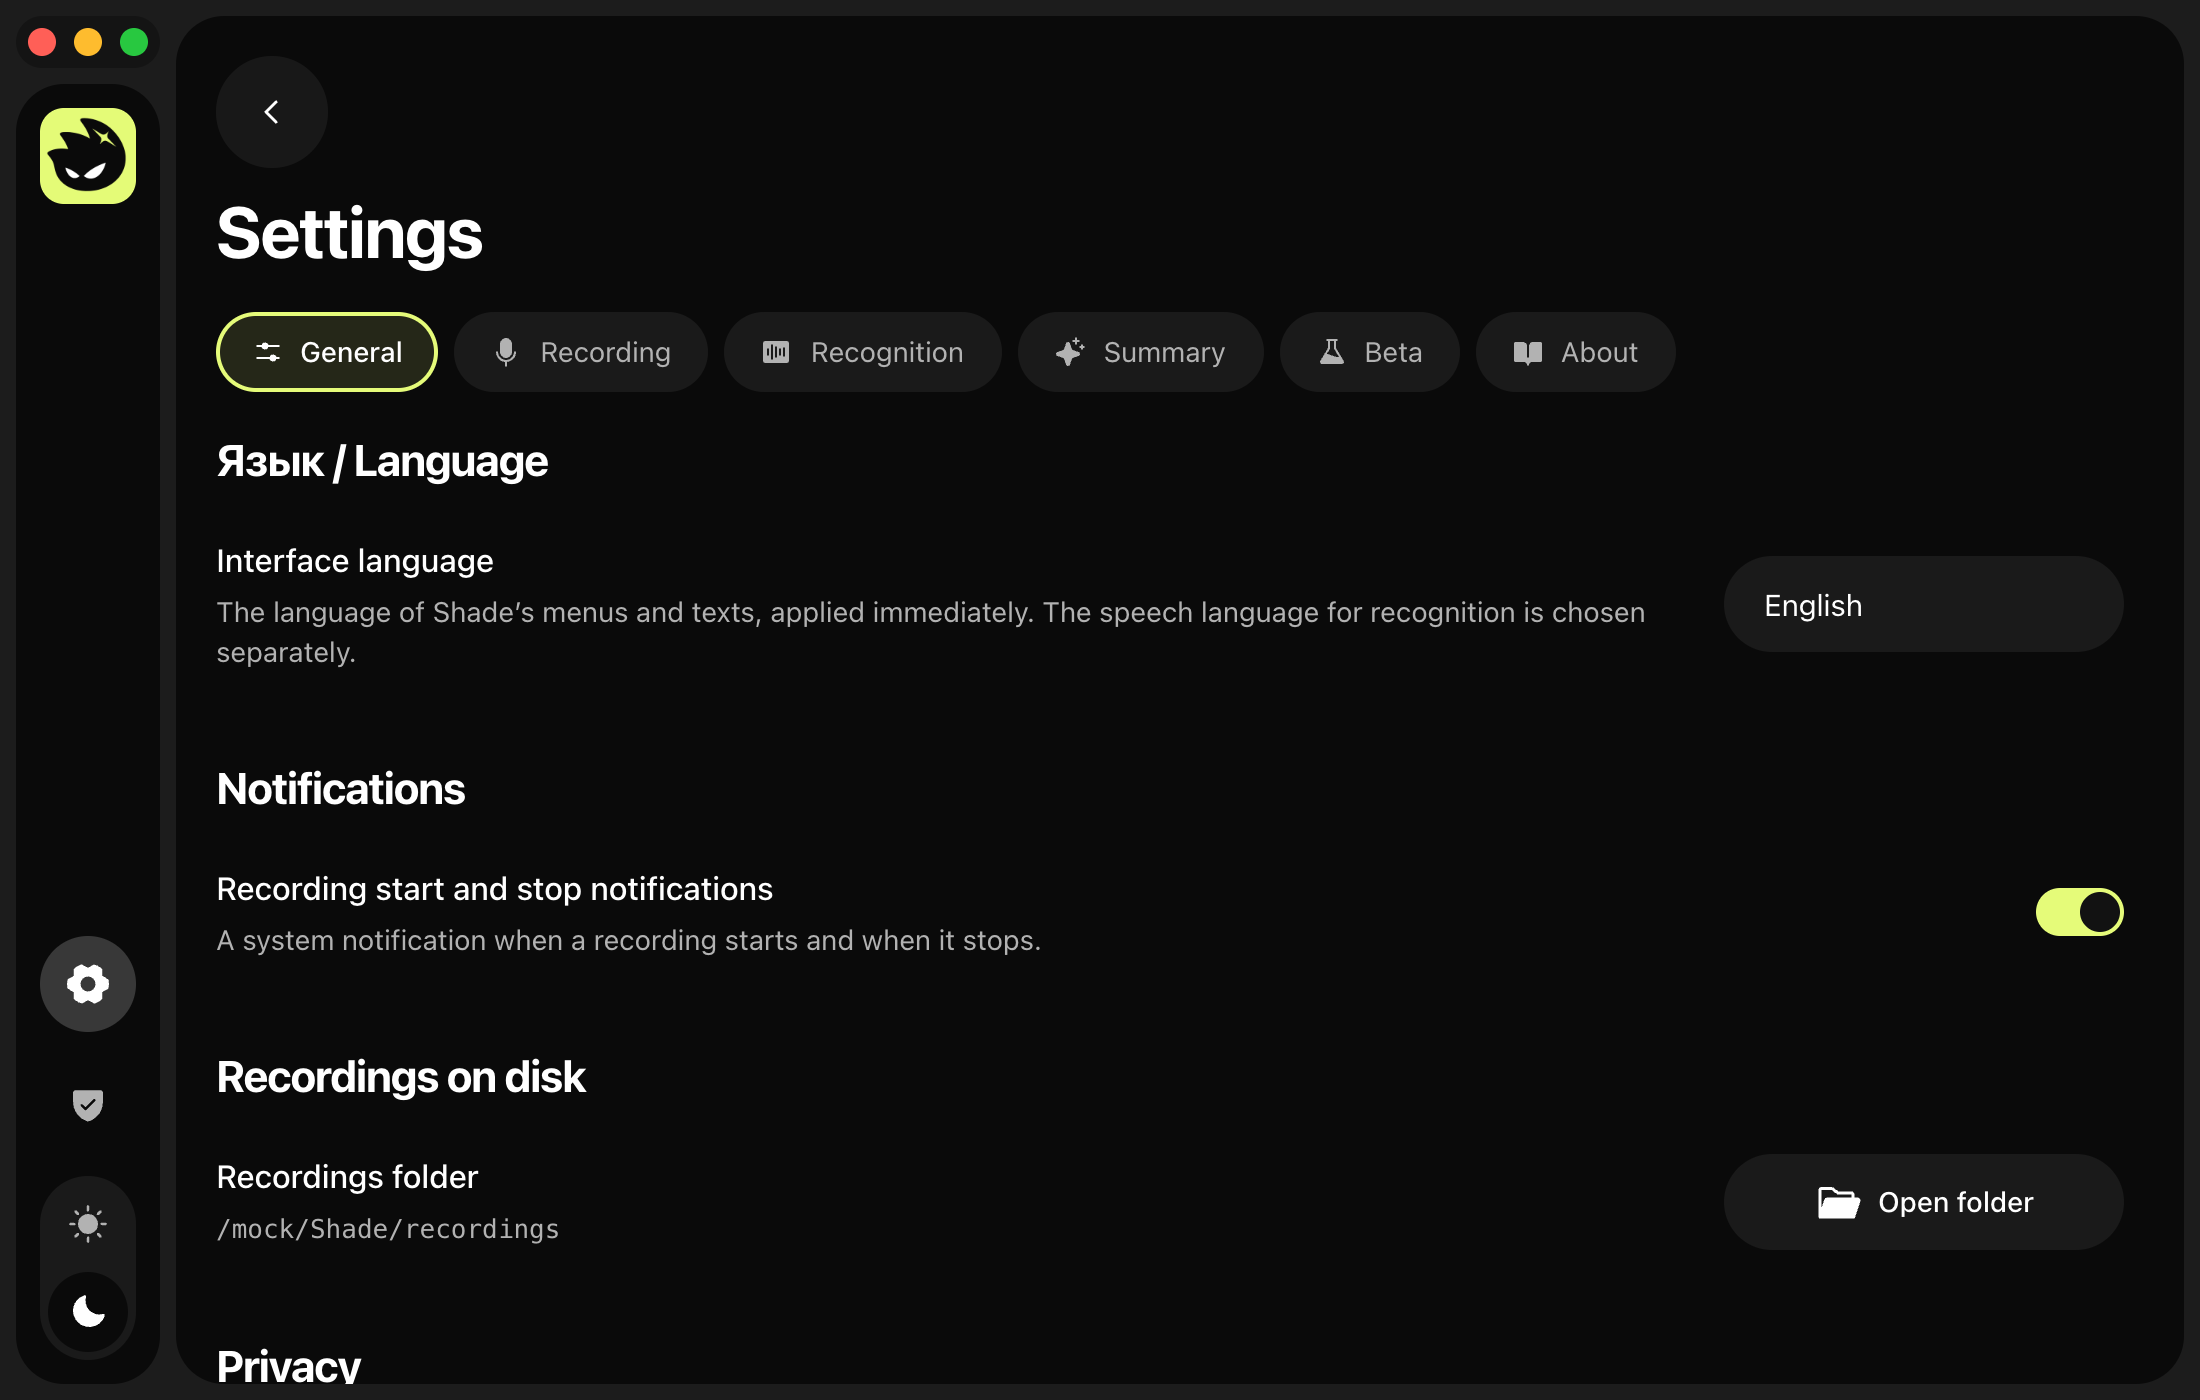 Settings
General
Recording
Recognition
Summary
Beta
About
Язык / Language
Interface language
The language of Shade’s menus and texts, applied immediately. The speech language for recognition is chosen
separately.
English
Notifications
Recording start and stop notifications
A system notification when a recording starts and when it stops.
Recordings on disk
Recordings folder
/mock/Shade/recordings
Open folder
Privacy